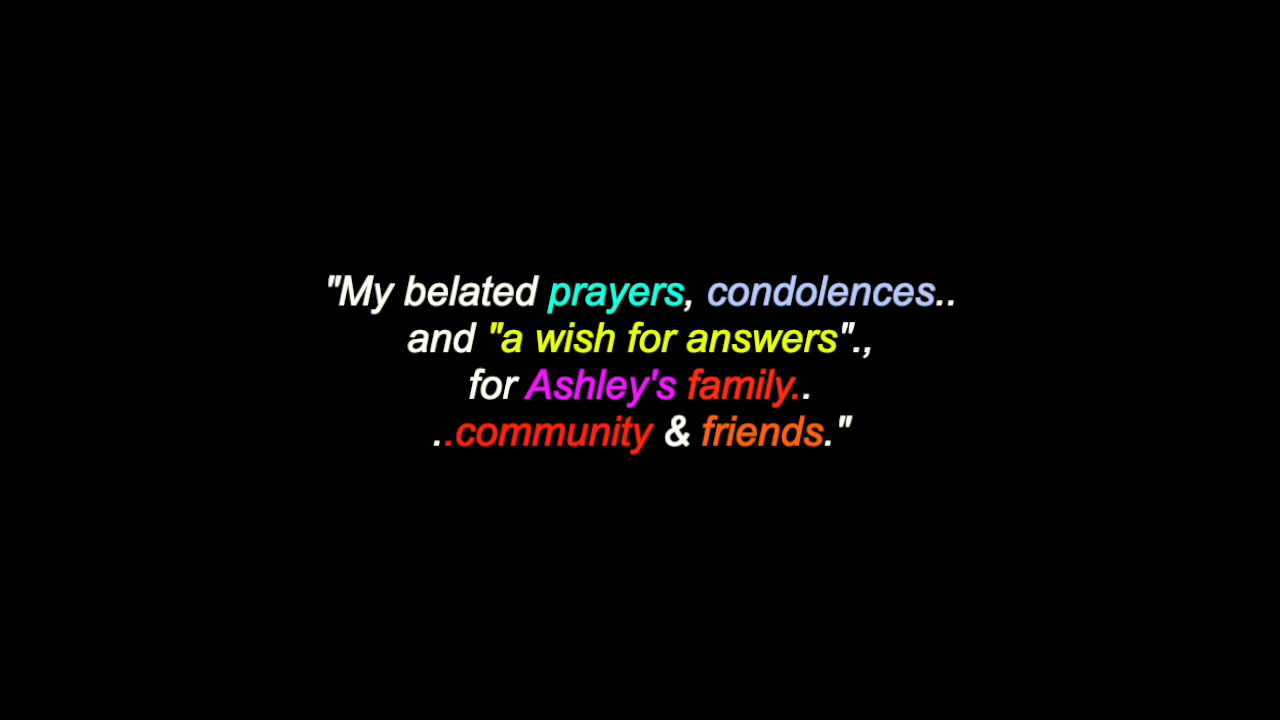 "My belated prayers, condolences..
and "a wish for answers".,
for Ashley's family..
..community & friends."